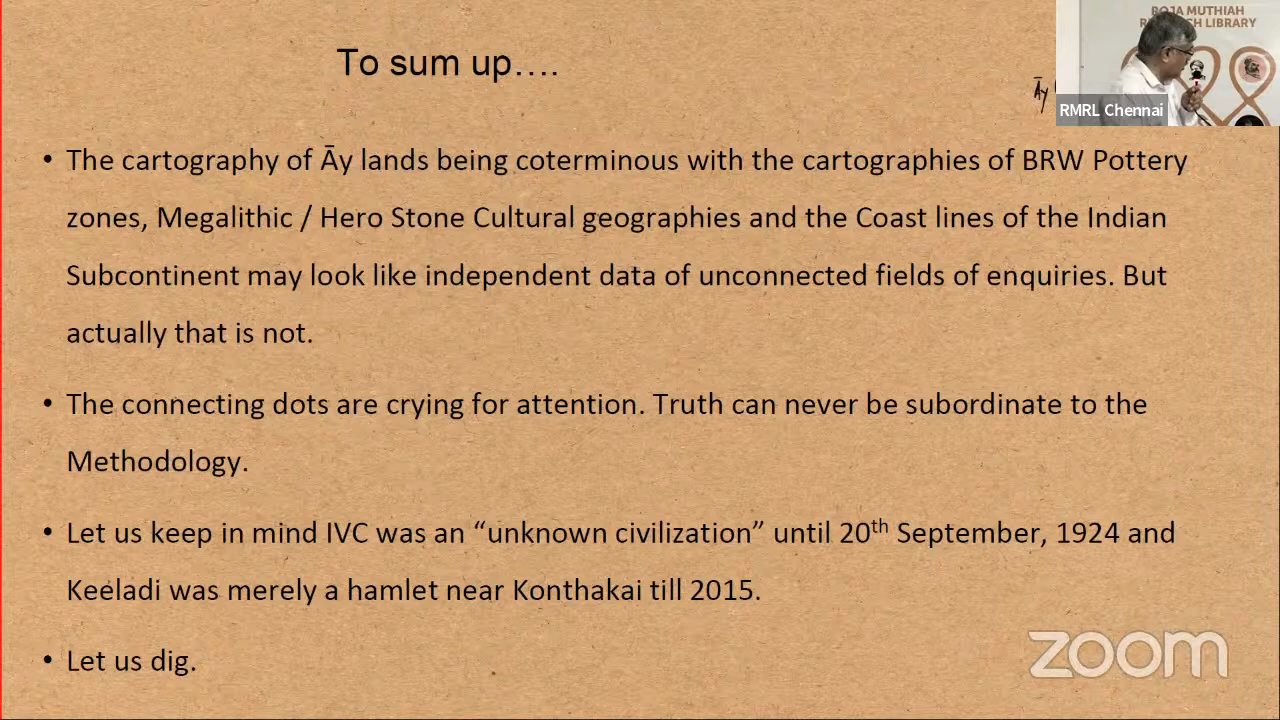 ROJA MUTHIAH
RESEARCH LIBRARY
To sum up….
Āy
RMRL Chennai
• The cartography of Āy lands being coterminous with the cartographies of BRW Pottery
zones, Megalithic / Hero Stone Cultural geographies and the Coast lines of the Indian
Subcontinent may look like independent data of unconnected fields of enquiries. But
actually that is not.
• The connecting dots are crying for attention. Truth can never be subordinate to the
Methodology.
• Let us keep in mind IVC was an “unknown civilization” until 20th September, 1924 and
Keeladi was merely a hamlet near Konthakai till 2015.
• Let us dig.
zoom